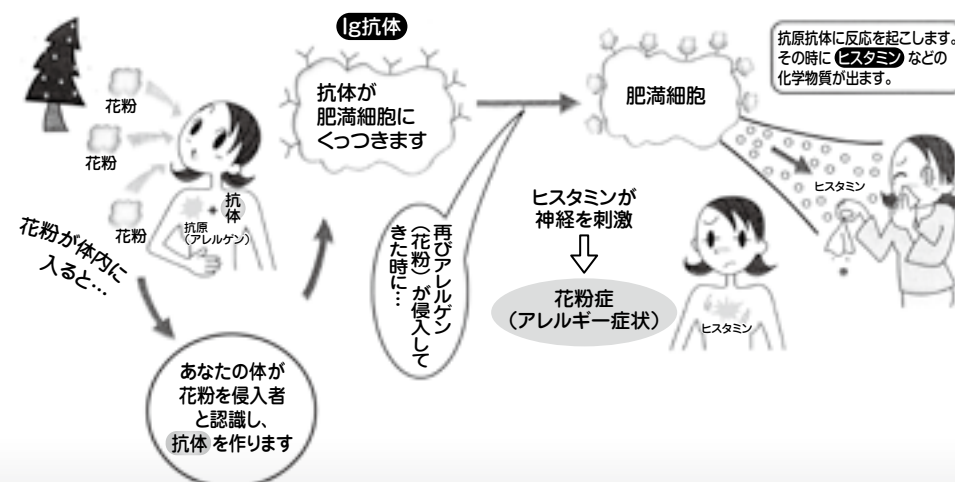 花粉
花粉
花粉
抗原
(アレルゲン)
+
抗
体
花粉が体内に
入ると…
あなたの体が
花粉を侵入者
と認識し、
抗体 を作ります
Ig抗体
抗体が
肥満細胞に
くっつきます
再びアレルゲン
(花粉)が侵入して
きた時に…
肥満細胞
抗原抗体に反応を起こします。
その時に ヒスタミン などの
化学物質が出ます。
ヒスタミン
ヒスタミンが
神経を刺激
花粉症
(アレルギー症状)
ヒスタミン